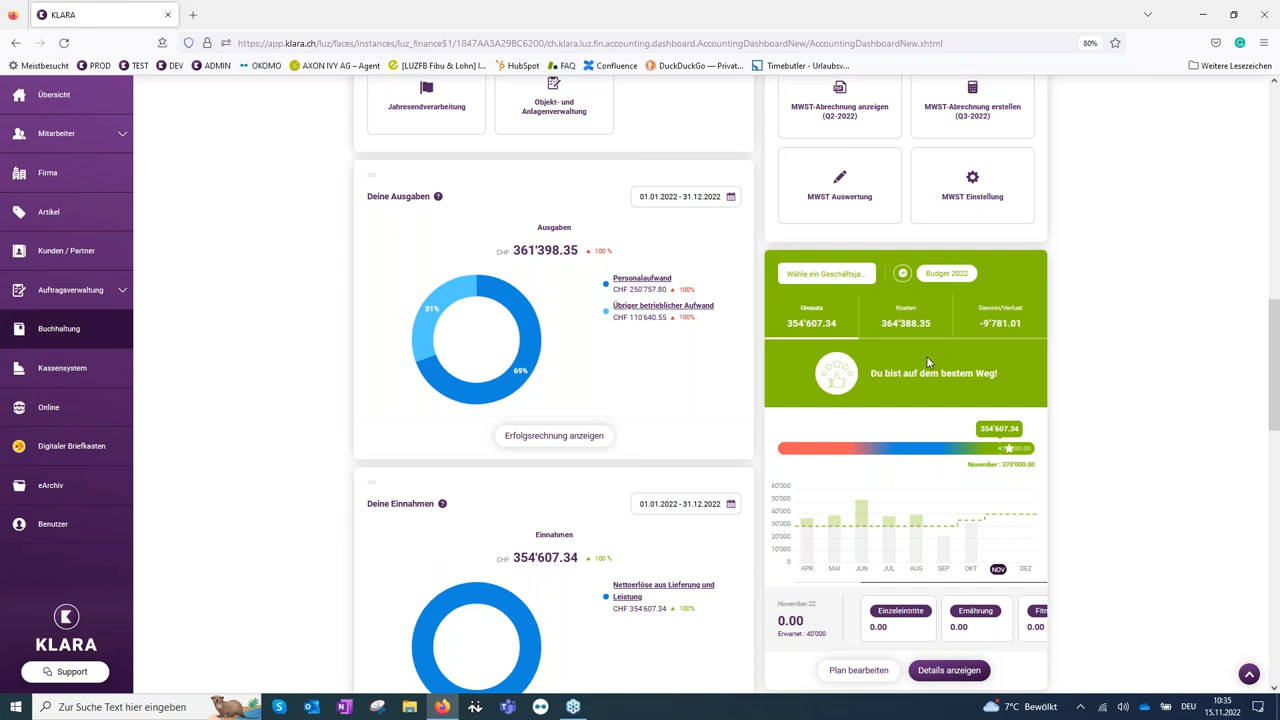 KLARA
https://app.klara.ch/luz/faces/instances/luz_finance$1/1847AA3A298C6200/ch.klara.luz.fin.accounting.dashboard.AccountingDashboardNew/AccountingDashboardNew.xhtml
80%
Meistbesucht
PROD
TEST
DEV
ADMIN
OKOMO
AXON IVY AG – Agent
[LUZFB Fibu & Lohn] I...
HubSpot
FAQ
Confluence
DuckDuckGo — Privat...
Timebutler - Urlaubsv...
Weitere Lesezeichen
Übersicht
Mitarbeiter
Firma
Artikel
Kunden / Partner
Auftragsverwaltung
Buchhaltung
Kassensystem
Online
Digitaler Briefkasten
eArchiv
Benutzer
KLARA
Support
Jahresendverarbeitung
Objekt- und
Anlagenverwaltung
Deine Ausgaben
01.01.2022 - 31.12.2022
Ausgaben
CHF 361'398.35 100 %
31%
69%
Personalaufwand
CHF 250'757.80 100%
Übriger betrieblicher Aufwand
CHF 110'640.55 100%
Erfolgsrechnung anzeigen
Deine Einnahmen
01.01.2022 - 31.12.2022
Einnahmen
CHF 354'607.34 100 %
Nettoerlöse aus Lieferung und
Leistung
CHF 354'607.34 100%
MWST-Abrechnung anzeigen
(Q2-2022)
MWST-Abrechnung erstellen
(Q3-2022)
MWST Auswertung
MWST Einstellung
Wähle ein Geschäftsja...
Budget 2022
Umsatz
354'607.34
Kosten
364'388.35
Gewinn/Verlust
-9'781.01
Du bist auf dem bestem Weg!
354'607.34
November : 370'000.00
60'000
50'000
40'000
30'000
20'000
10'000
0
APR
MAI
JUN
JUL
AUG
SEP
OKT
NOV
DEZ
November.22
0.00
Erwartet : 40'000
Einzeleintritte
0.00
Ernährung
0.00
Fitn
0.00
Plan bearbeiten
Details anzeigen
Zur Suche Text hier eingeben
7°C Bewölkt
DEU
10:35
15.11.2022